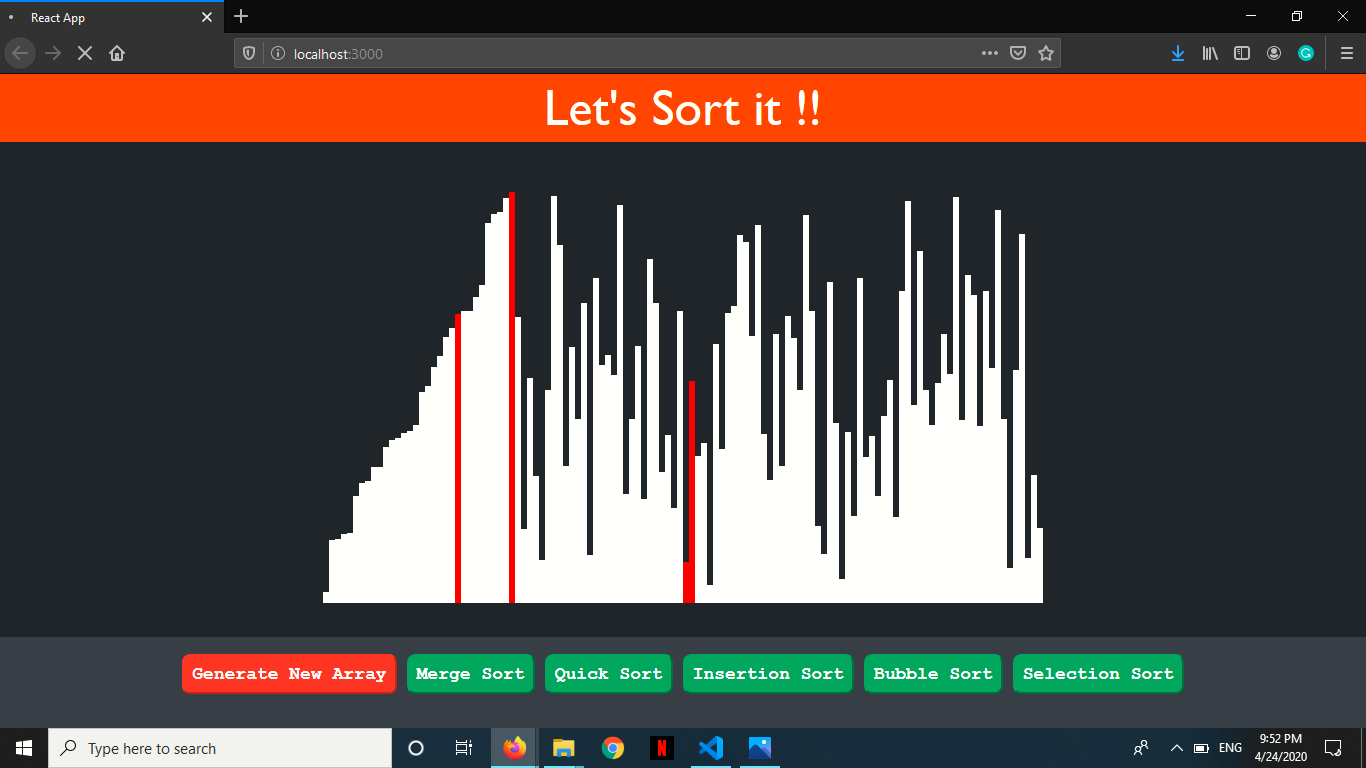 React App
localhost:3000
Let's Sort it !!
Generate New Array
Merge Sort
Quick Sort
Insertion Sort
Bubble Sort
Selection Sort
Type here to search
ENG
9:52 PM
4/24/2020